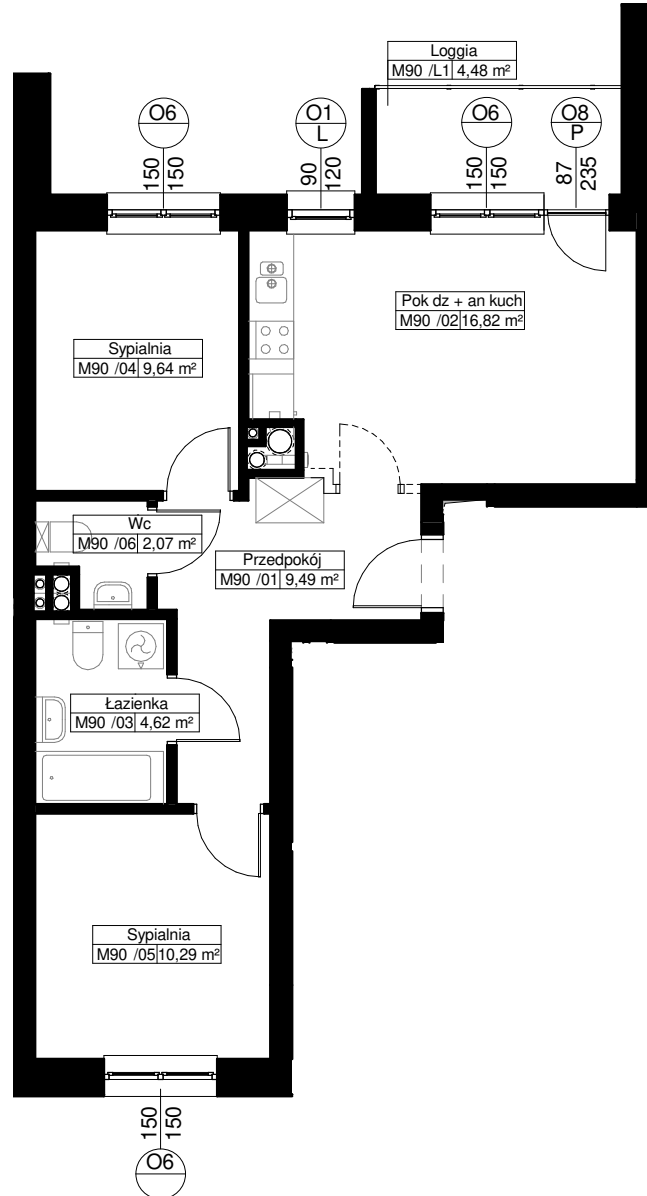 Loggia
M90 /L1 4,48 m²
O6
150
150
O1
L
90
120
O6
150
150
O8
P
87
235
Pok dz + an kuch
M90 /02 16,82 m²
Sypialnia
M90 /04 9,64 m²
Wc
M90 /06 2,07 m²
Przedpokój
M90 /01 9,49 m²
Łazienka
M90 /03 4,62 m²
Sypialnia
M90 /05 10,29 m²
150
150
O6